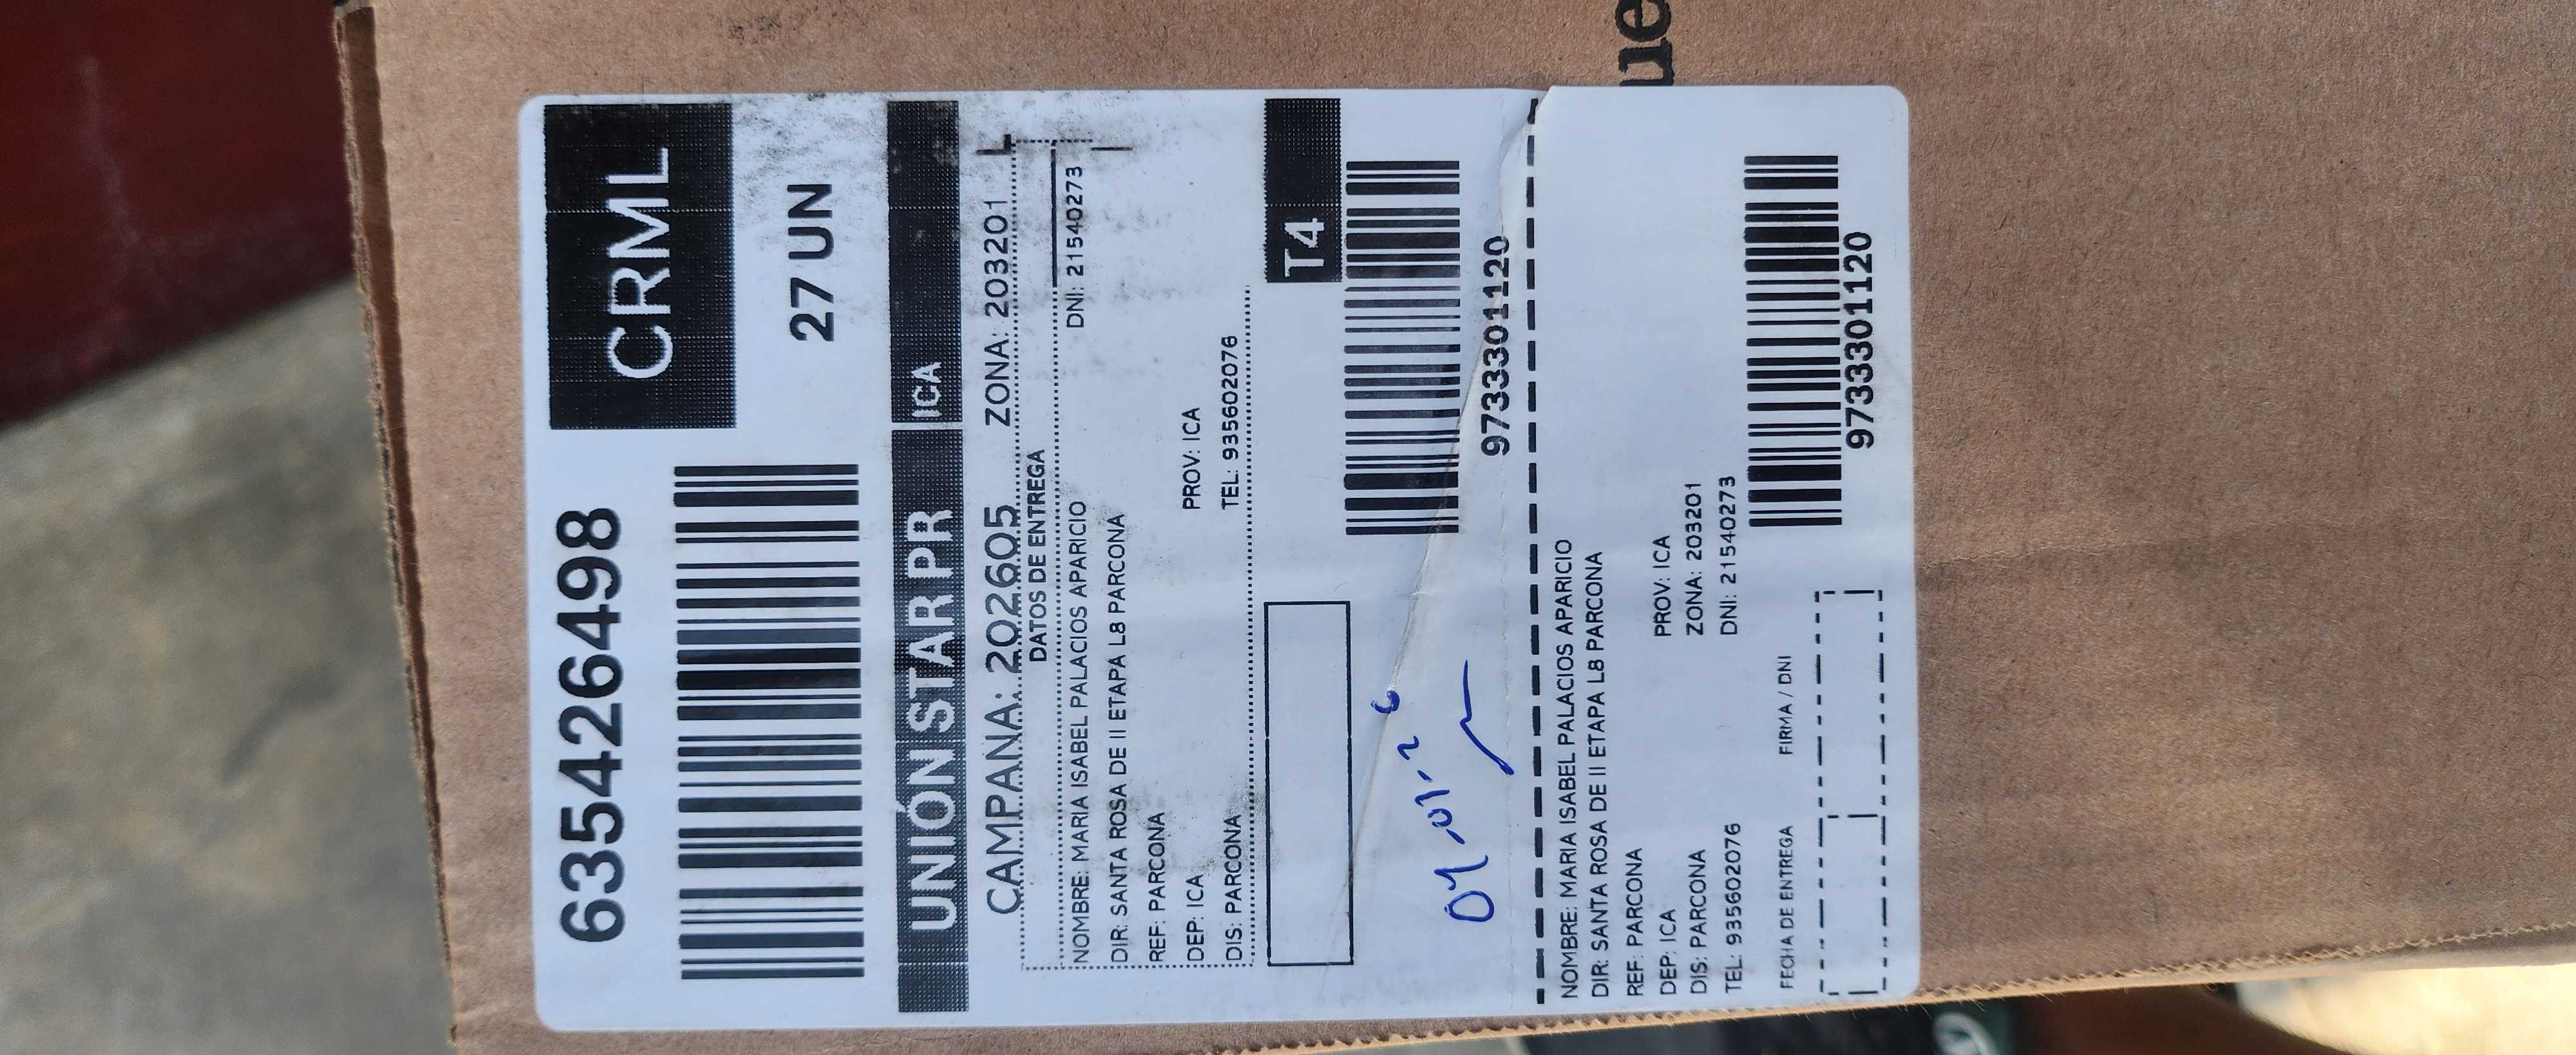 6354426498
CRML
27 UN
UNIÓN STAR PR ICA
CAMPANA: 202605 ZONA: 203201
DATOS DE ENTREGA
NOMBRE: MARIA ISABEL PALACIOS APARICIO DNI: 21540273
DIR: SANTA ROSA DE II ETAPA L8 PARCONA
REF: PARCONA
DEP: ICA PROV: ICA
DIS: PARCONA TEL: 935602076
T4
9733301120
NOMBRE: MARIA ISABEL PALACIOS APARICIO
DIR: SANTA ROSA DE II ETAPA L8 PARCONA
REF: PARCONA
DEP: ICA PROV: ICA
DIS: PARCONA ZONA: 203201
TEL: 935602076 DNI: 21540273
FECHA DE ENTREGA FIRMA / DNI
9733301120
ue